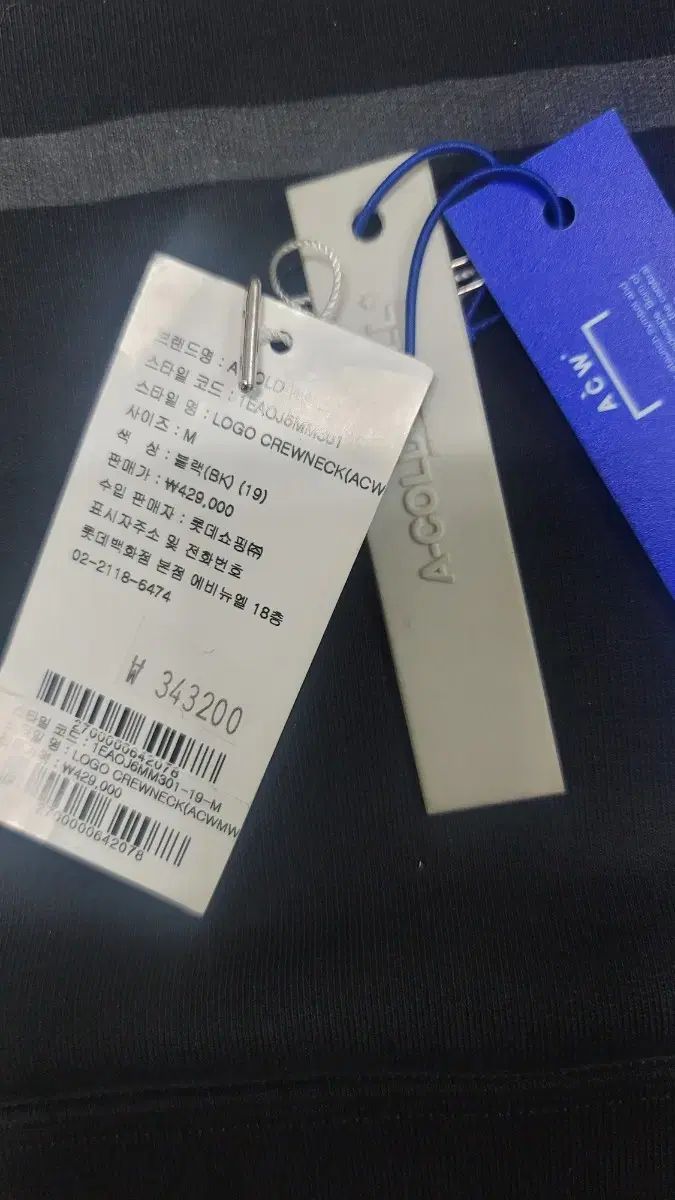 브랜드명 : A-COLD
스타일 코드 : 1EAOJ6MM301
스타일 명 : LOGO CREWNECK(ACW
사이즈 : M
색 상 : 블랙(BK) (19)
판매가 : ₩429,000
수입 판매자 : 롯데쇼핑㈜
표시자주소 및 전화번호
롯데백화점 본점 에비뉴엘 18층
02-2118-6474
₩ 343200
2700000642078
스타일 코드 : 1EAOJ6MM301-19-M
스타일 명 : LOGO CREWNECK(ACWMW
₩429,000
2700000642078
A-COL
ACW*